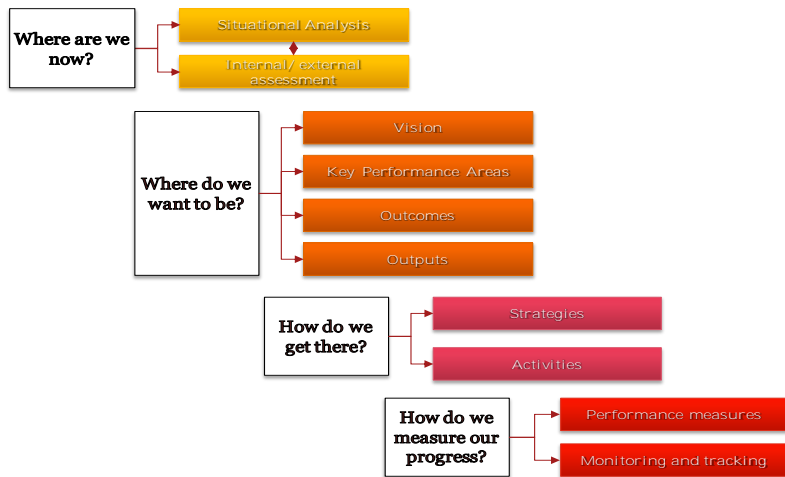 Where are we
now?
Situational Analysis
Internal/ external
assessment
Where do we
want to be?
Vision
Key Performance Areas
Outcomes
Outputs
How do we
get there?
Strategies
Activities
How do we
measure our
progress?
Performance measures
Monitoring and tracking